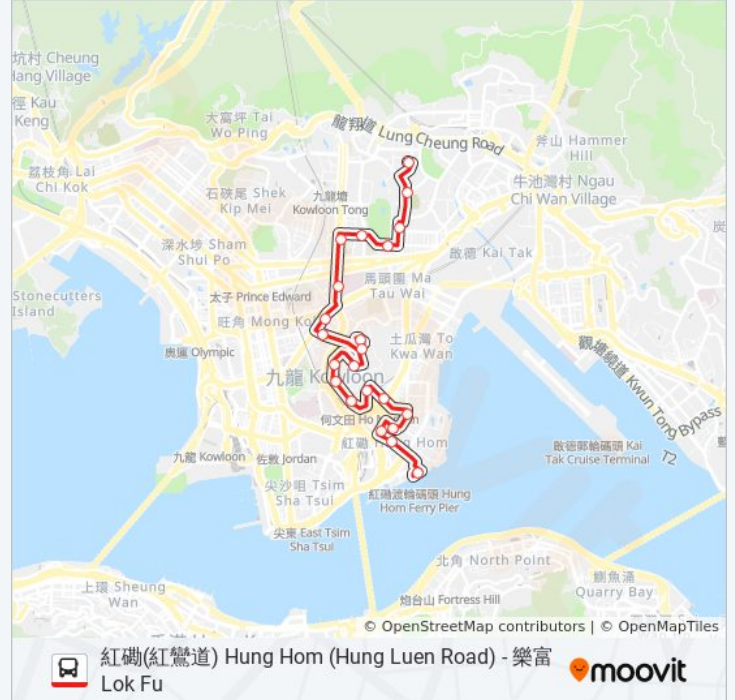 坑村 Cheung
Hang Village
徑 Kau
Keng
大窩坪 Tai
Wo Ping
龍翔道 Lung Cheung Road
斧山 Hammer
Hill
荔枝角 Lai
Chi Kok
石硤尾 Shek
Kip Mei
九龍塘
Kowloon Tong
牛池灣村 Ngau
Chi Wan Village
深水埗 Sham
Shui Po
啟德 Kai Tak
馬頭圍 Ma
Tau Wai
Stonecutters
Island
太子 Prince Edward
旺角 Mong Ko
土瓜灣 To
Kwa Wan
奧運 Olympic
觀塘繞道 Kwun Tong Bypass
九龍 Kowloon
何文田 Ho
紅磡 Hung Hom
啟德郵輪碼頭 Kai
Tak Cruise Terminal
T2
九龍 Kowloon
佐敦 Jordan
尖沙咀 Tsim
Sha Tsui
紅磡渡輪碼頭 Hung
Hom Ferry Pier
尖東 East Tsim
Sha Tsui
北角 North Point
上環 Sheung
Wan
炮台山 Fortress Hill
鰂魚涌
Quarry Bay
© OpenStreetMap contributors | © OpenMapTiles
紅磡(紅鸞道) Hung Hom (Hung Luen Road) - 樂富
Lok Fu
moovit